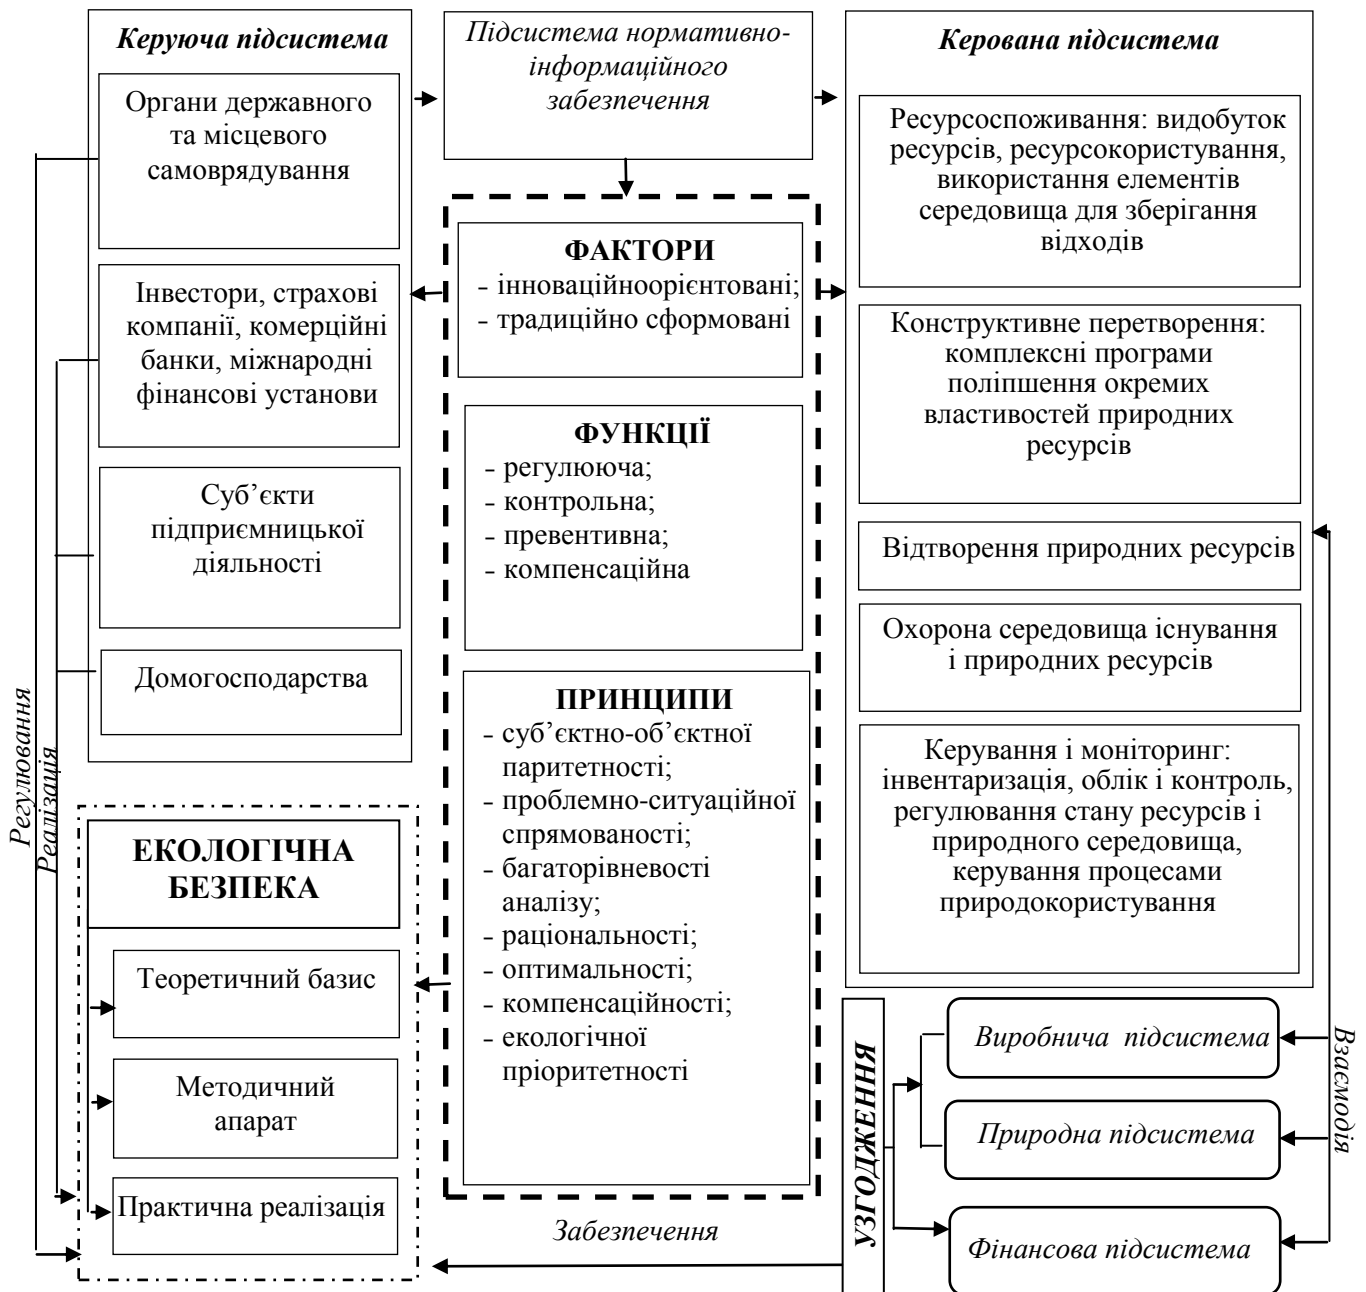 Керуюча підсистема
Органи державного
та місцевого
самоврядування
Інвестори, страхові
компанії, комерційні
банки, міжнародні
фінансові установи
Суб’єкти
підприємницької
діяльності
Домогосподарства
Регулювання
Реалізація
ЕКОЛОГІЧНА
БЕЗПЕКА
Теоретичний базис
Методичний
апарат
Практична реалізація
Підсистема нормативно-
інформаційного
забезпечення
ФАКТОРИ
- інноваційноорієнтовані;
- традиційно сформовані
ФУНКЦІЇ
- регулююча;
- контрольна;
- превентивна;
- компенсаційна
ПРИНЦИПИ
- суб’єктно-об’єктної
паритетності;
- проблемно-ситуаційної
спрямованості;
- багаторівневості
аналізу;
- раціональності;
- оптимальності;
- компенсаційності;
- екологічної
пріоритетності
Забезпечення
Керована підсистема
Ресурсоспоживання: видобуток
ресурсів, ресурсокористування,
використання елементів
середовища для зберігання
відходів
Конструктивне перетворення:
комплексні програми
поліпшення окремих
властивостей природних
ресурсів
Відтворення природних ресурсів
Охорона середовища існування
і природних ресурсів
Керування і моніторинг:
інвентаризація, облік і контроль,
регулювання стану ресурсів і
природного середовища,
керування процесами
природокористування
УЗГОДЖЕННЯ
Виробнича підсистема
Природна підсистема
Фінансова підсистема
Взаємодія